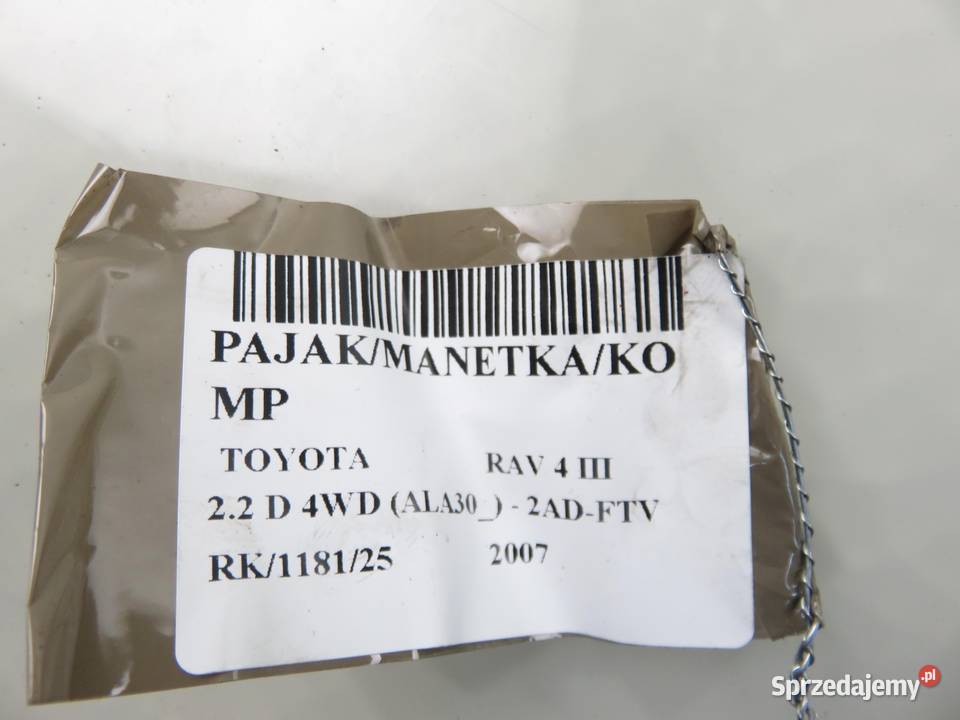 PAJAK/MANETKA/KO
MP
TOYOTA RAV 4 III
2.2 D 4WD (ALA30_) - 2AD-FTV
RK/1181/25 2007
Sprzedajemy.pl